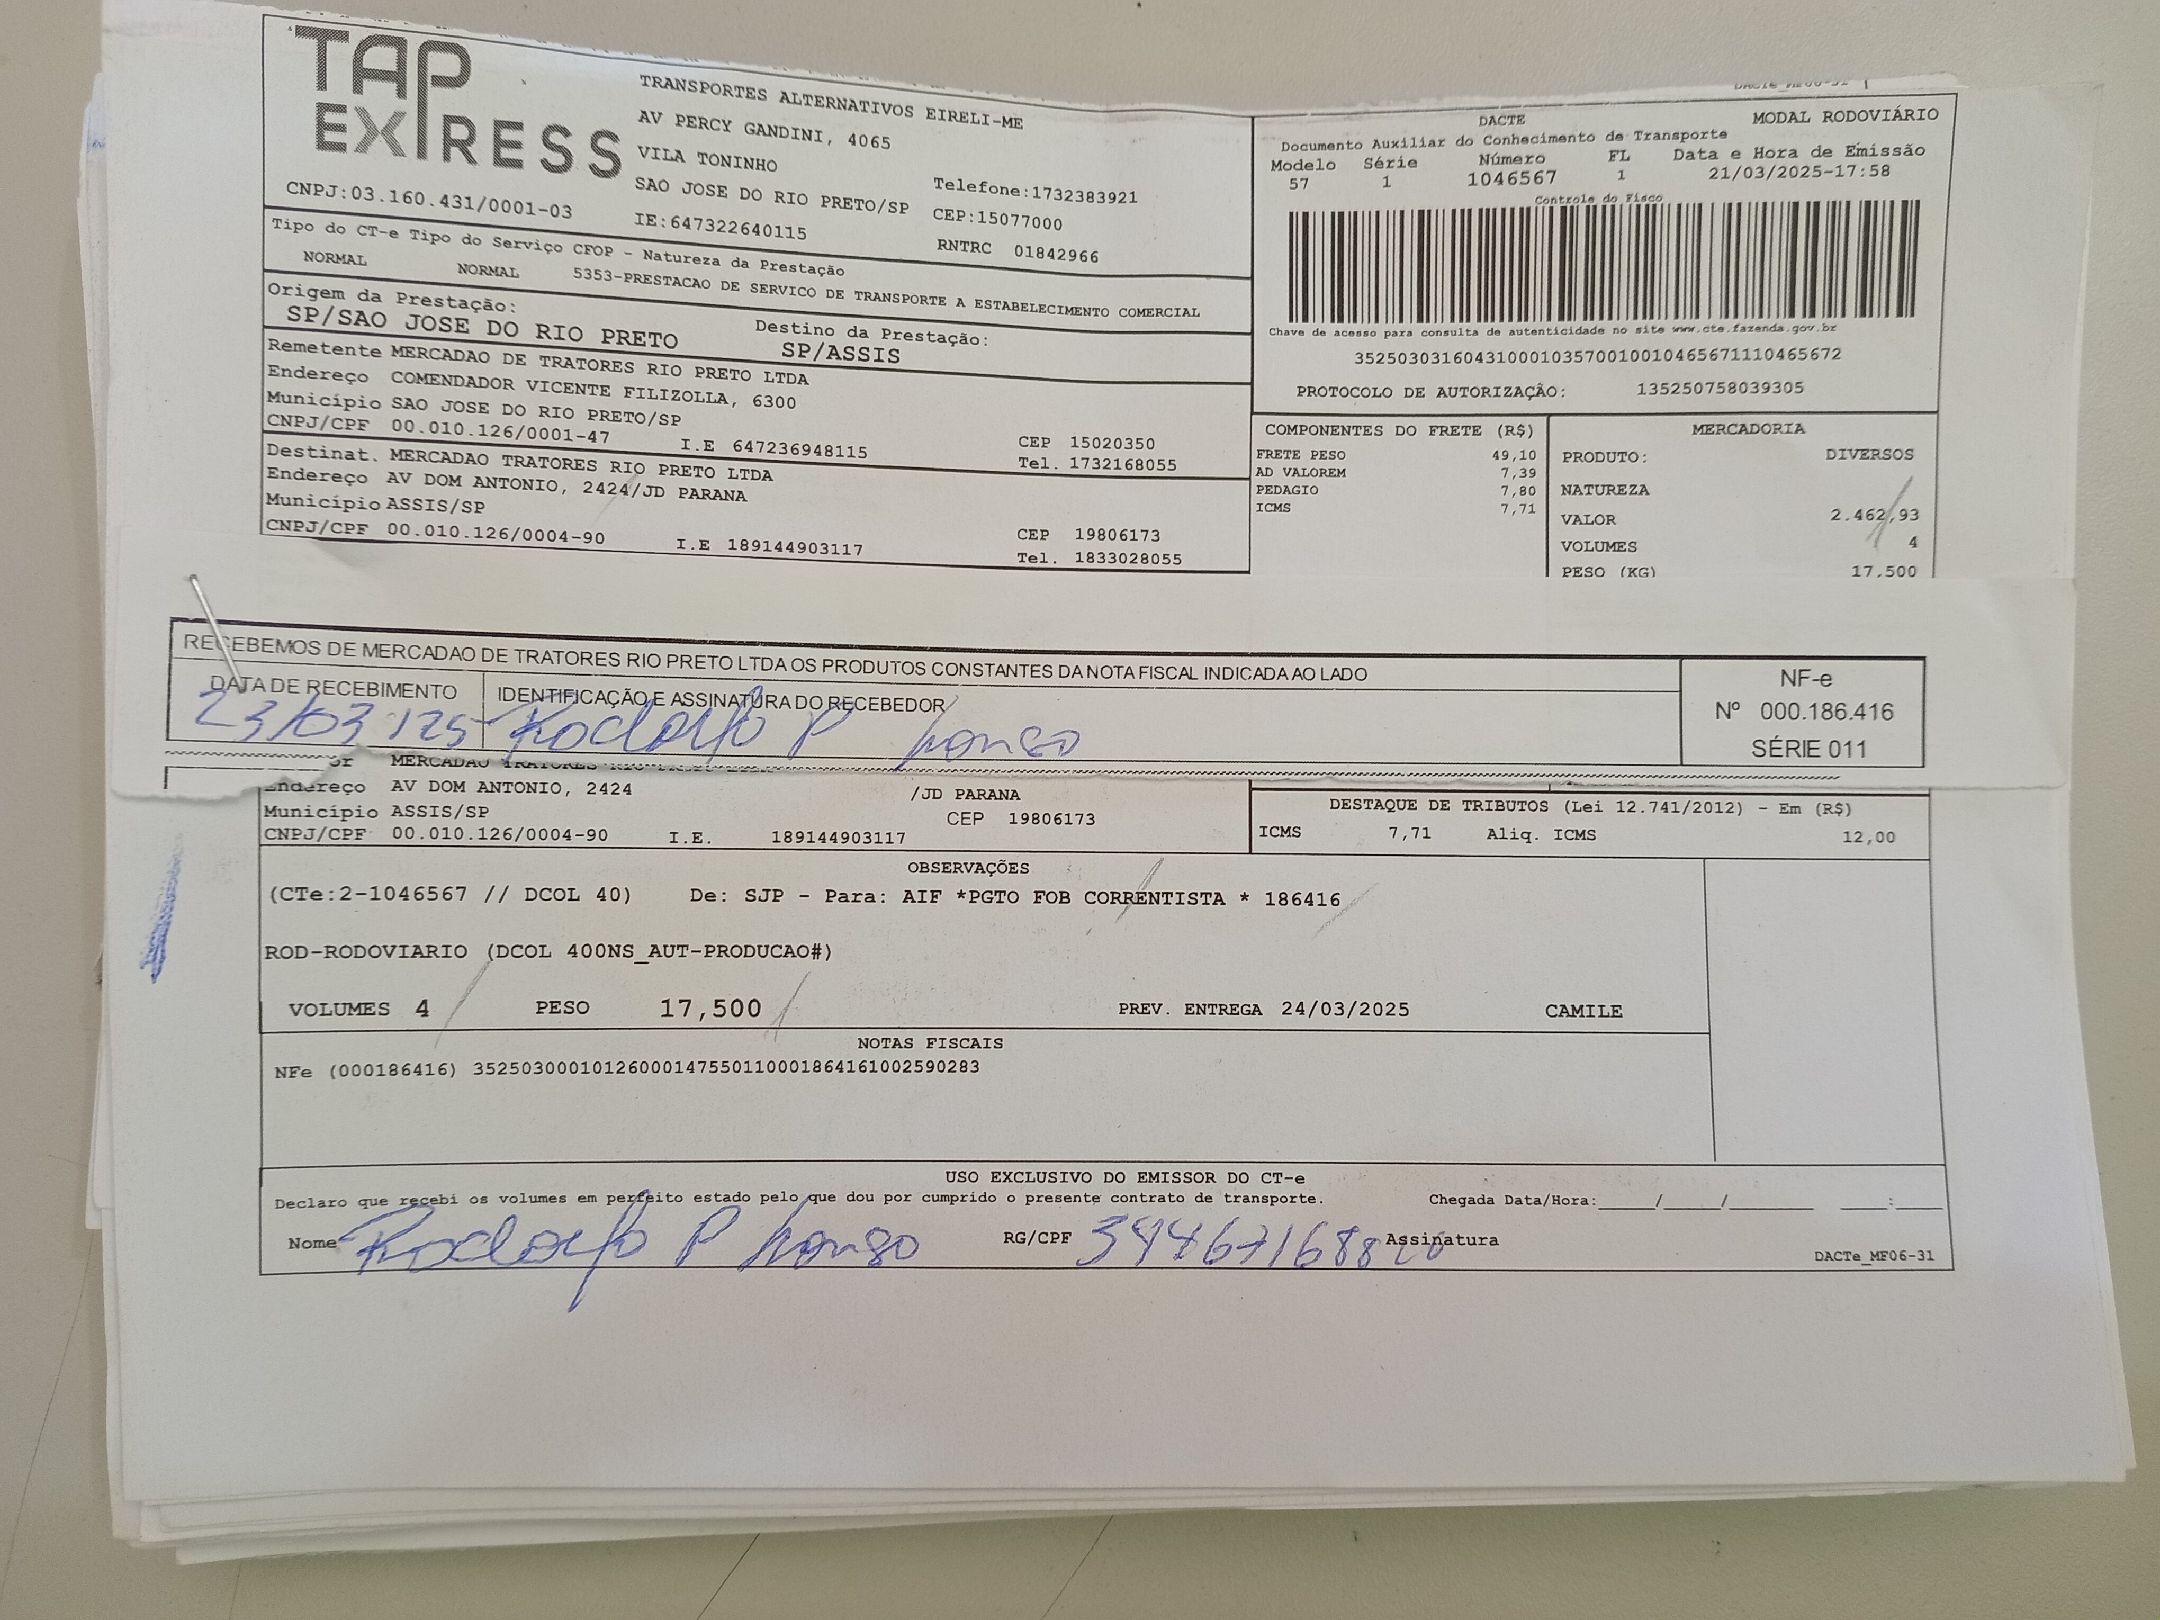 TAP EXPRESS
TRANSPORTES ALTERNATIVOS EIRELI-ME
AV PERCY GANDINI, 4065
VILA TONINHO
SAO JOSE DO RIO PRETO/SP
Telefone:1732383921
CEP:15077000
CNPJ:03.160.431/0001-03
IE:647322640115
RNTRC 01842966
Tipo do CT-e Tipo do Serviço CFOP - Natureza da Prestação
NORMAL NORMAL 5353-PRESTACAO DE SERVICO DE TRANSPORTE A ESTABELECIMENTO COMERCIAL
Origem da Prestação:
SP/SAO JOSE DO RIO PRETO
Destino da Prestação:
SP/ASSIS
Remetente MERCADAO DE TRATORES RIO PRETO LTDA
Endereço COMENDADOR VICENTE FILIZOLLA, 6300
Município SAO JOSE DO RIO PRETO/SP
CEP 15020350
CNPJ/CPF 00.010.126/0001-47 I.E 647236948115
Tel. 1732168055
Destinat. MERCADAO TRATORES RIO PRETO LTDA
Endereço AV DOM ANTONIO, 2424/JD PARANA
Município ASSIS/SP
CEP 19806173
CNPJ/CPF 00.010.126/0004-90 I.E 189144903117
Tel. 1833028055
DACTE MODAL RODOVIÁRIO
Documento Auxiliar do Conhecimento de Transporte
Modelo Série Número FL Data e Hora de Emissão
57 1 1046567 1 21/03/2025-17:58
Controle do Fisco
Chave de acesso para consulta de autenticidade no site www.cte.fazenda.gov.br
35250303160431000103570010010465671110465672
PROTOCOLO DE AUTORIZAÇÃO: 135250758039305
COMPONENTES DO FRETE (R$)
FRETE PESO 49,10
AD VALOREM 7,39
PEDAGIO 7,80
ICMS 7,71
MERCADORIA
PRODUTO: DIVERSOS
NATUREZA
VALOR 2.462,93
VOLUMES 4
PESO (KG) 17,500
RECEBEMOS DE MERCADAO DE TRATORES RIO PRETO LTDA OS PRODUTOS CONSTANTES DA NOTA FISCAL INDICADA AO LADO
DATA DE RECEBIMENTO
23/03/25
IDENTIFICAÇÃO E ASSINATURA DO RECEBEDOR
Rodolfo P
NF-e
Nº 000.186.416
SÉRIE 011
MERCADAO TRATORES
Endereço AV DOM ANTONIO, 2424 /JD PARANA
Município ASSIS/SP CEP 19806173
CNPJ/CPF 00.010.126/0004-90 I.E. 189144903117
DESTAQUE DE TRIBUTOS (Lei 12.741/2012) - Em (R$)
ICMS 7,71 Aliq. ICMS 12,00
OBSERVAÇÕES
(CTe:2-1046567 // DCOL 40) De: SJP - Para: AIF *PGTO FOB CORRENTISTA * 186416
ROD-RODOVIARIO (DCOL 400NS_AUT-PRODUCAO#)
VOLUMES 4 PESO 17,500 PREV. ENTREGA 24/03/2025 CAMILE
NOTAS FISCAIS
NFe (000186416) 35250300010126000147550110001864161002590283
USO EXCLUSIVO DO EMISSOR DO CT-e
Declaro que recebi os volumes em perfeito estado pelo que dou por cumprido o presente contrato de transporte. Chegada Data/Hora:____/____/______ ____:____
Nome Rodolfo P RG/CPF Assinatura
DACTe_MF06-31